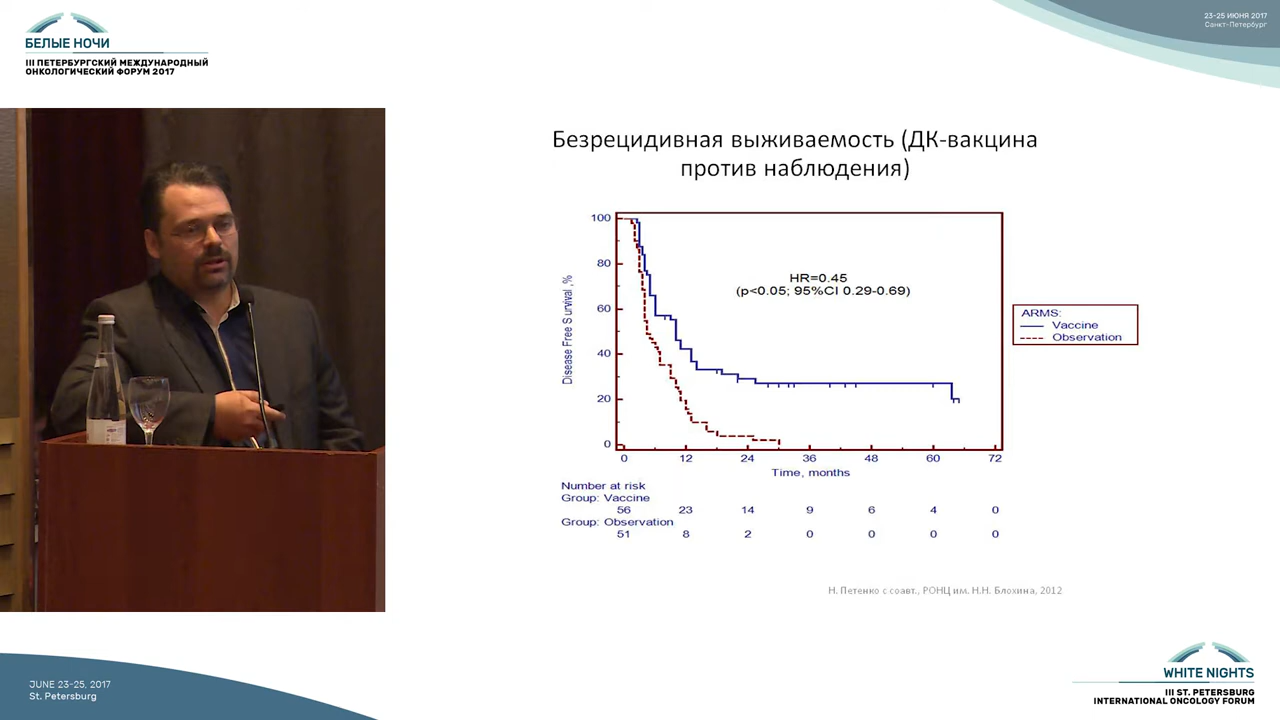 БЕЛЫЕ НОЧИ
III ПЕТЕРБУРГСКИЙ МЕЖДУНАРОДНЫЙ
ОНКОЛОГИЧЕСКИЙ ФОРУМ 2017
23-25 ИЮНЯ 2017
Санкт-Петербург
Безрецидивная выживаемость (ДК-вакцина
против наблюдения)
Disease Free Survival ,%
100
80
60
40
20
0
HR=0.45
(p<0.05; 95%CI 0.29-0.69)
ARMS:
Vaccine
Observation
0 12 24 36 48 60 72
Time, months
Number at risk
Group: Vaccine
56 23 14 9 6 4 0
Group: Observation
51 8 2 0 0 0 0
Н. Петенко с соавт., РОНЦ им. Н.Н. Блохина, 2012
JUNE 23-25, 2017
St. Petersburg
WHITE NIGHTS
III ST. PETERSBURG
INTERNATIONAL ONCOLOGY FORUM